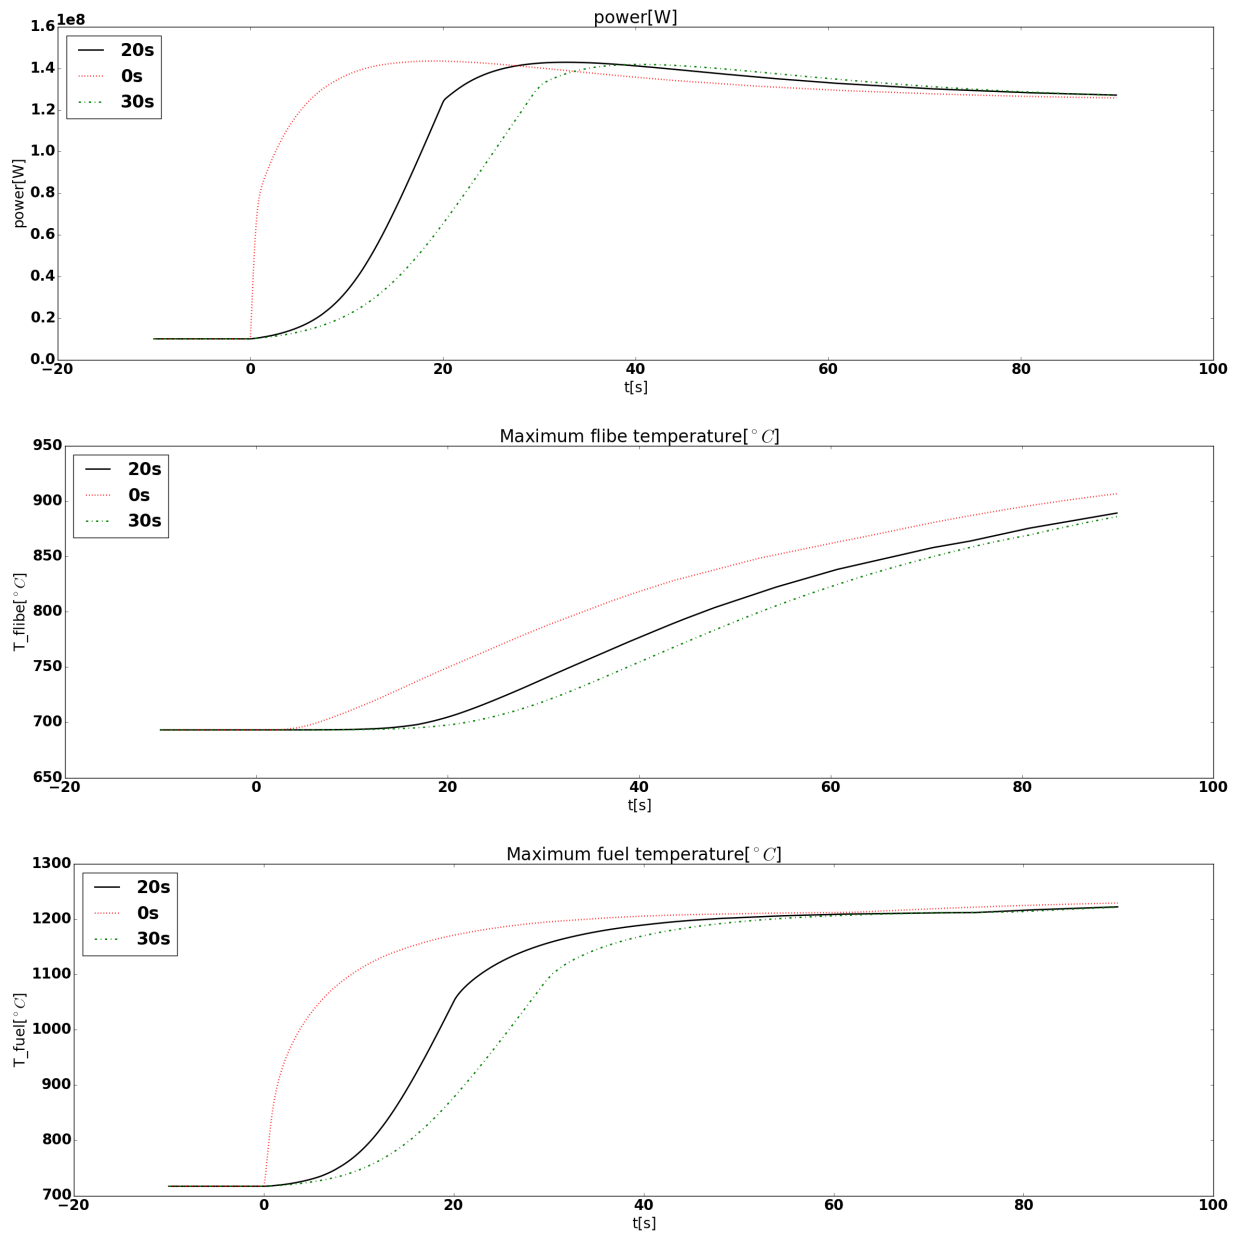 power[W]
1e8
1.6
1.4
1.2
1.0
0.8
0.6
0.4
0.2
0.0
power[W]
20s
0s
30s
−20 0 20 40 60 80 100
t[s]
Maximum flibe temperature[°C]
950
900
850
800
750
700
650
T_flibe[°C]
20s
0s
30s
−20 0 20 40 60 80 100
t[s]
Maximum fuel temperature[°C]
1300
1200
1100
1000
900
800
700
T_fuel[°C]
20s
0s
30s
−20 0 20 40 60 80 100
t[s]